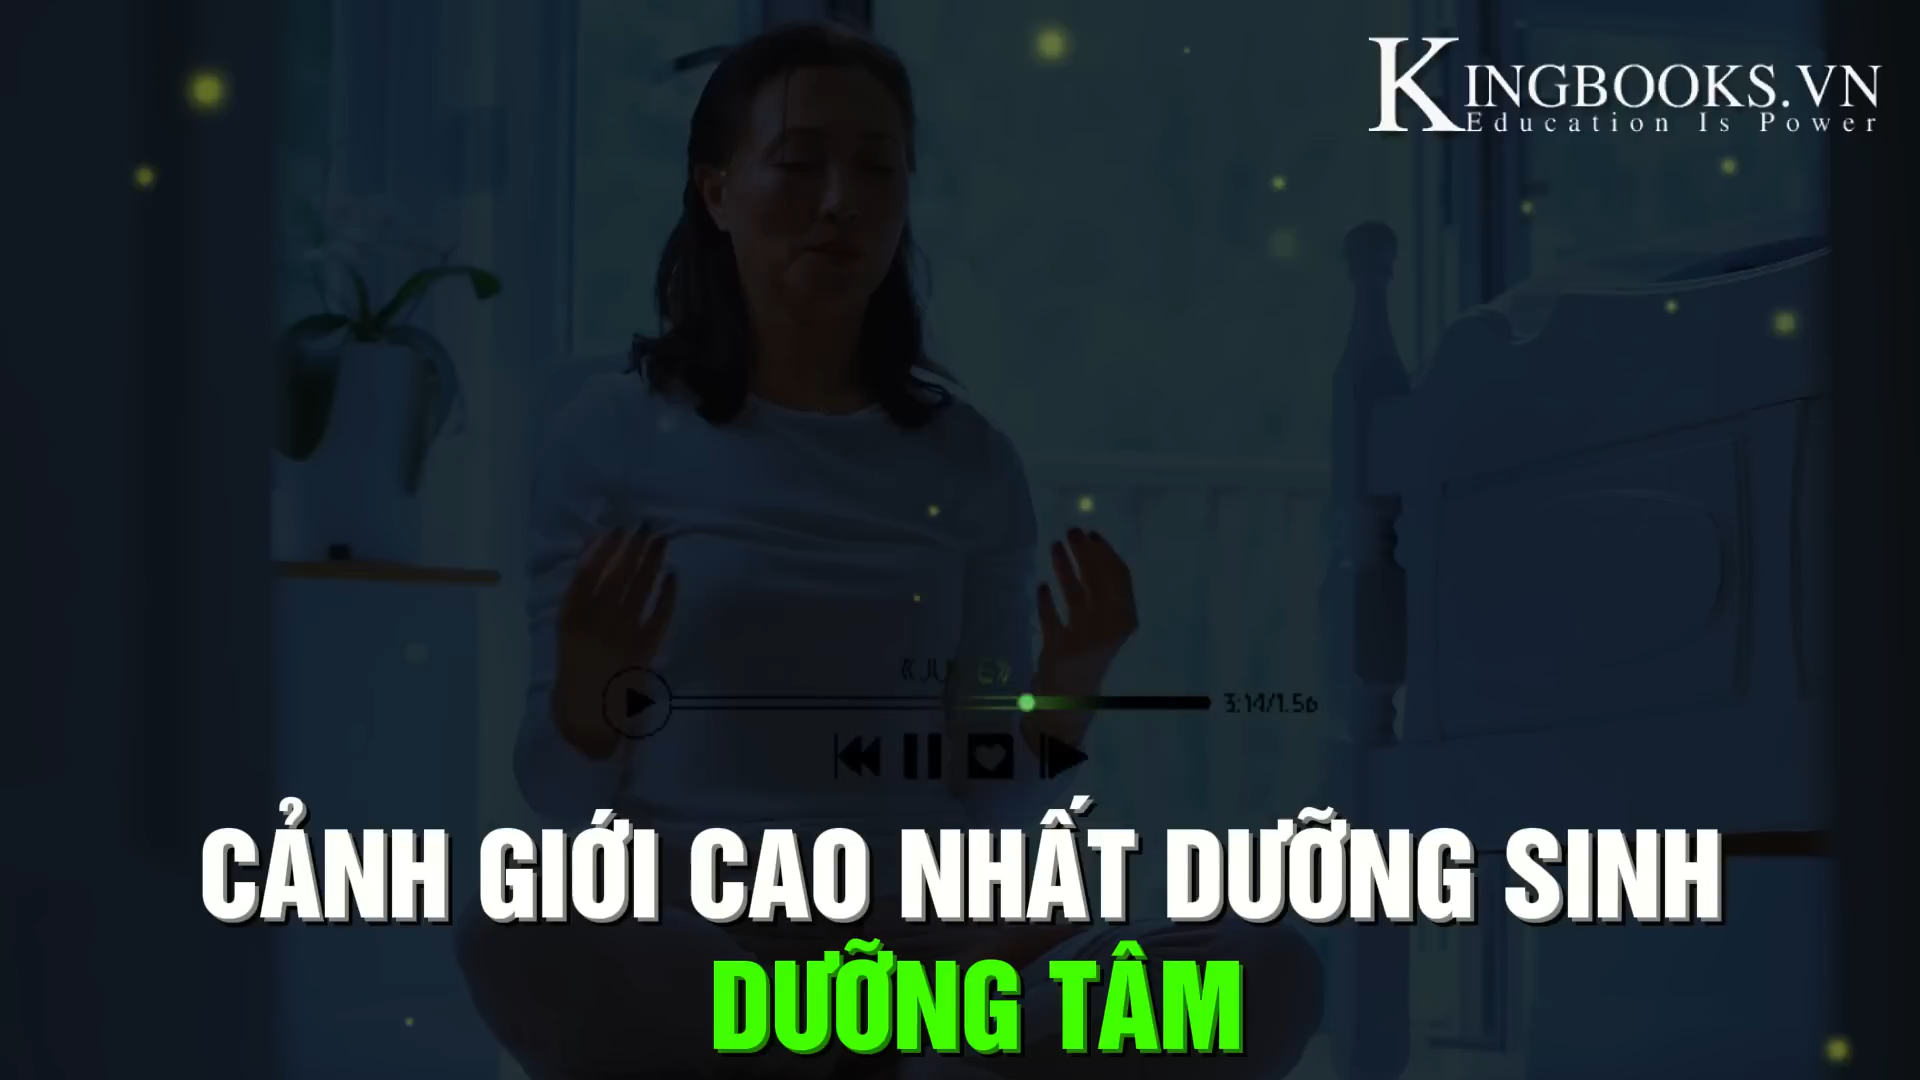 KINGBOOKS.VN
Education Is Power
CẢNH GIỚI CAO NHẤT DƯỠNG SINH
DƯỠNG TÂM